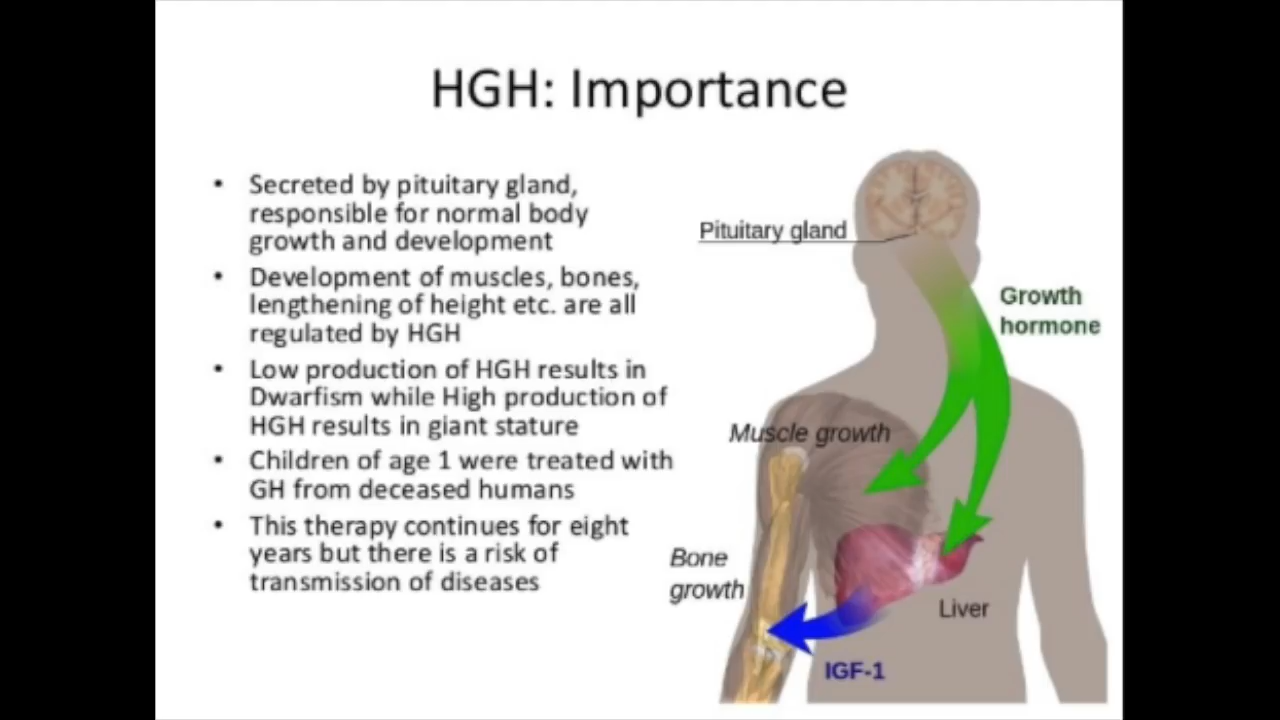 HGH: Importance
• Secreted by pituitary gland,
responsible for normal body
growth and development
• Development of muscles, bones,
lengthening of height etc. are all
regulated by HGH
• Low production of HGH results in
Dwarfism while High production of
HGH results in giant stature
• Children of age 1 were treated with
GH from deceased humans
• This therapy continues for eight
years but there is a risk of
transmission of diseases
Pituitary gland
Growth
hormone
Muscle growth
Bone
growth
Liver
IGF-1